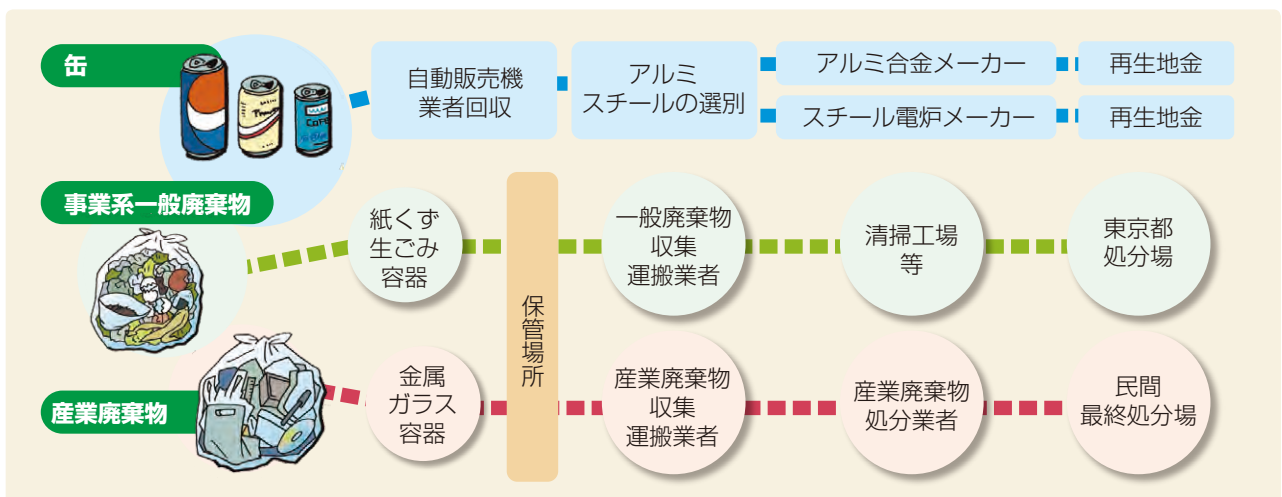 缶
自動販売機
業者回収
アルミ
スチールの選別
アルミ合金メーカー
再生地金
スチール電炉メーカー
再生地金
事業系一般廃棄物
紙くず
生ごみ
容器
保管場所
一般廃棄物
収集
運搬業者
清掃工場
等
東京都
処分場
産業廃棄物
金属
ガラス
容器
産業廃棄物
収集
運搬業者
産業廃棄物
処分業者
民間
最終処分場